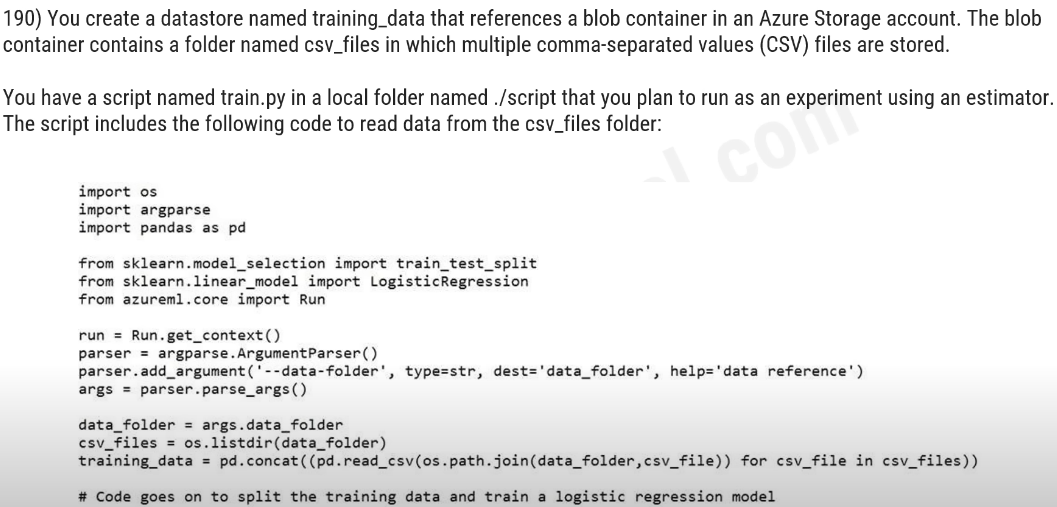 190) You create a datastore named training_data that references a blob container in an Azure Storage account. The blob
container contains a folder named csv_files in which multiple comma-separated values (CSV) files are stored.
You have a script named train.py in a local folder named ./script that you plan to run as an experiment using an estimator.
The script includes the following code to read data from the csv_files folder:
import os
import argparse
import pandas as pd
from sklearn.model_selection import train_test_split
from sklearn.linear_model import LogisticRegression
from azureml.core import Run
run = Run.get_context()
parser = argparse.ArgumentParser()
parser.add_argument('--data-folder', type=str, dest='data_folder', help='data reference')
args = parser.parse_args()
data_folder = args.data_folder
csv_files = os.listdir(data_folder)
training_data = pd.concat((pd.read_csv(os.path.join(data_folder,csv_file)) for csv_file in csv_files))
# Code goes on to split the training data and train a logistic regression model